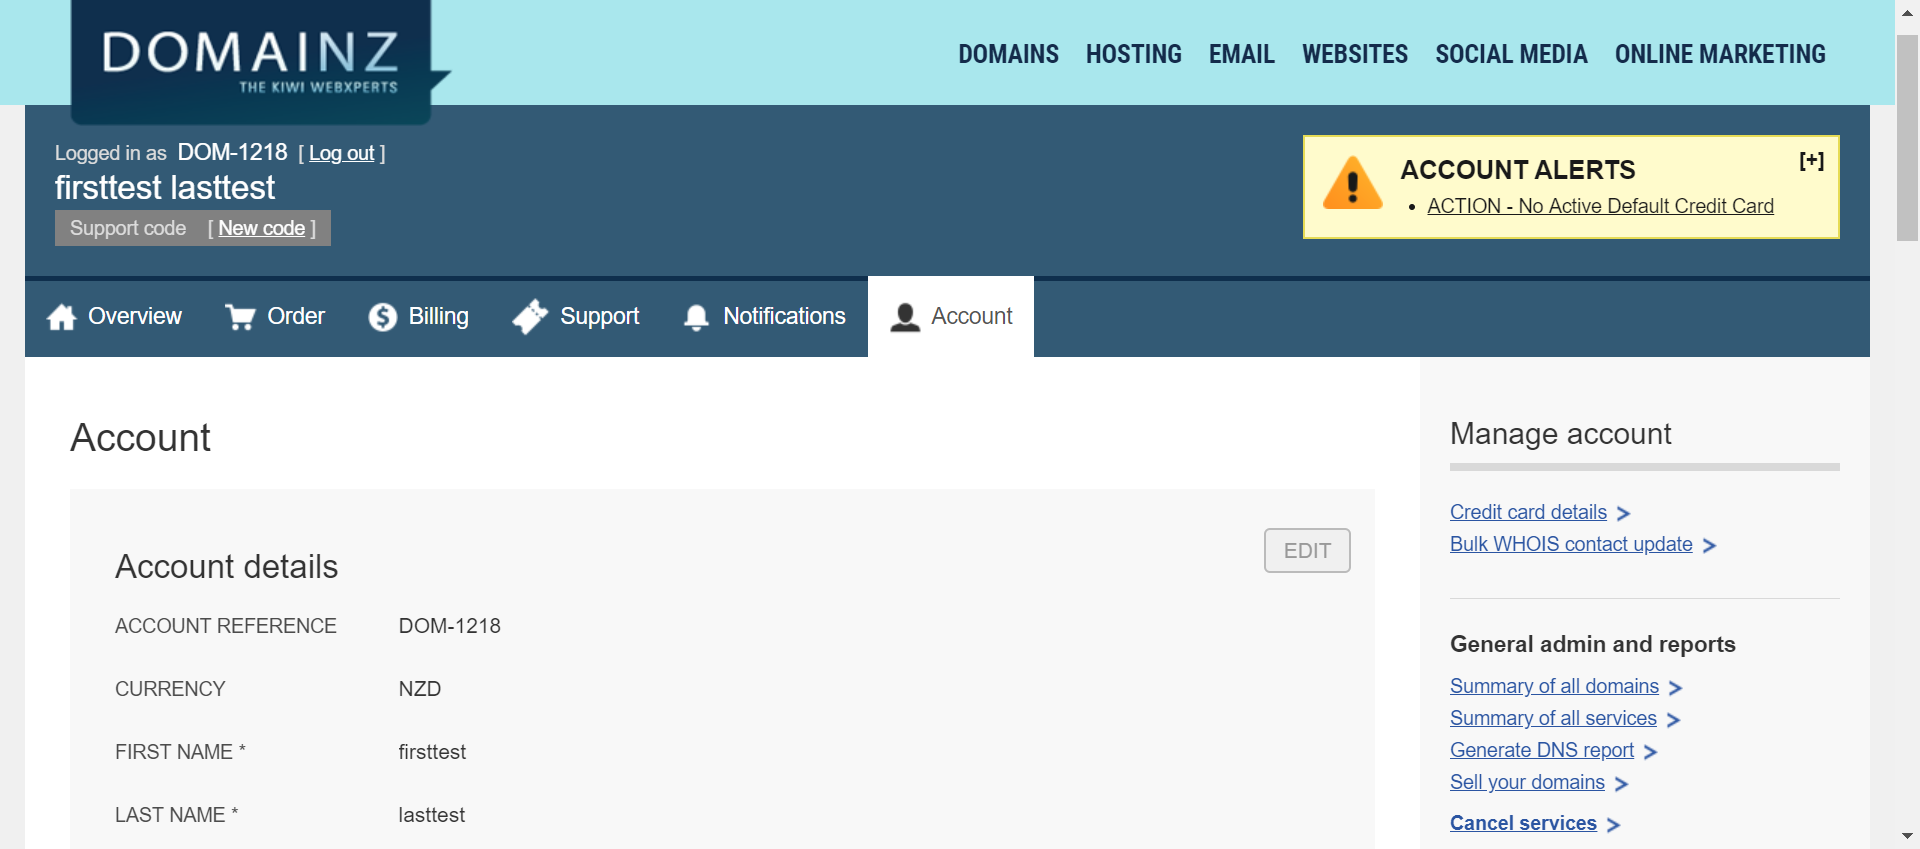 DOMAINZ
THE KIWI WEBXPERTS
DOMAINS HOSTING EMAIL WEBSITES SOCIAL MEDIA ONLINE MARKETING
Logged in as DOM-1218 [ Log out ]
firsttest lasttest
Support code [ New code ]
ACCOUNT ALERTS [+]
• ACTION - No Active Default Credit Card
Overview Order Billing Support Notifications Account
Account
Account details EDIT
ACCOUNT REFERENCE DOM-1218
CURRENCY NZD
FIRST NAME * firsttest
LAST NAME * lasttest
Manage account
Credit card details >
Bulk WHOIS contact update >
General admin and reports
Summary of all domains >
Summary of all services >
Generate DNS report >
Sell your domains >
Cancel services >